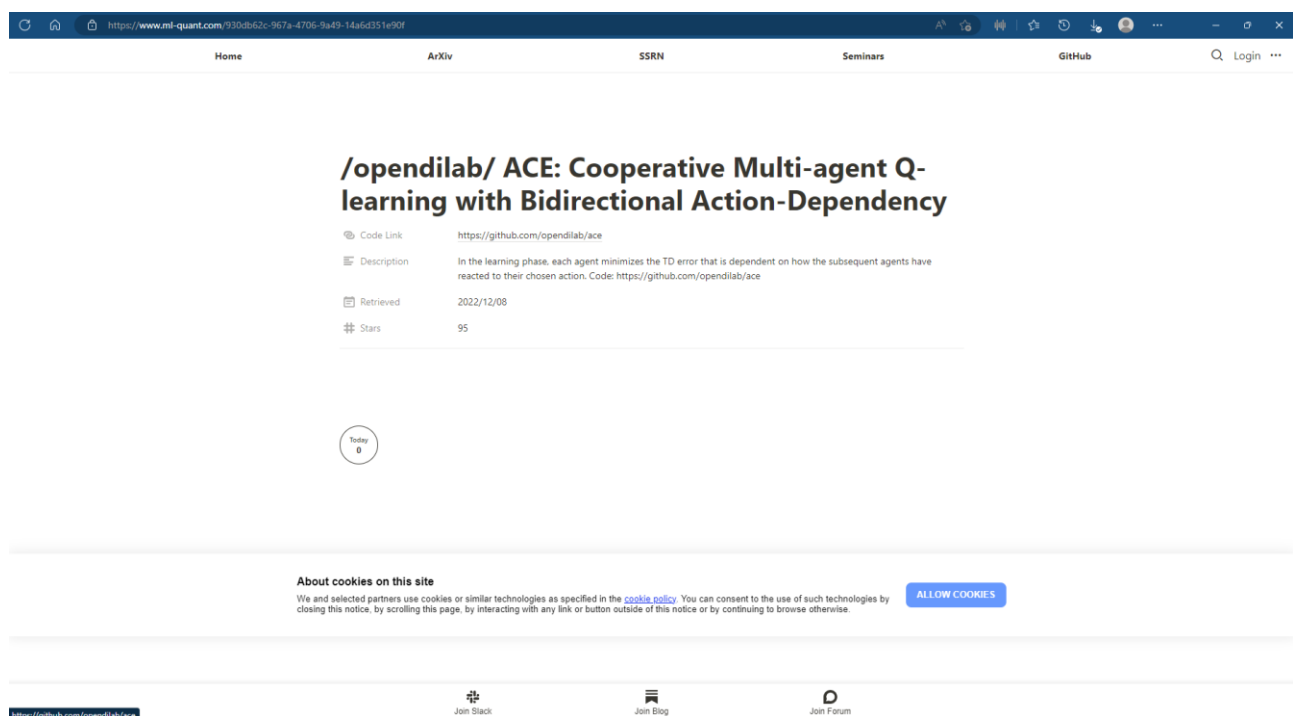 https://www.ml-quant.com/930db62c-967a-4706-9a49-14a6d351e90f
Home ArXiv SSRN Seminars GitHub Login
/opendilab/ ACE: Cooperative Multi-agent Q-
learning with Bidirectional Action-Dependency
Code Link https://github.com/opendilab/ace
Description In the learning phase, each agent minimizes the TD error that is dependent on how the subsequent agents have
reacted to their chosen action. Code: https://github.com/opendilab/ace
Retrieved 2022/12/08
Stars 95
Today
0
About cookies on this site
We and selected partners use cookies or similar technologies as specified in the cookie policy. You can consent to the use of such technologies by
closing this notice, by scrolling this page, by interacting with any link or button outside of this notice or by continuing to browse otherwise.
ALLOW COOKIES
Join Slack Join Blog Join Forum
https://github.com/opendilab/ace